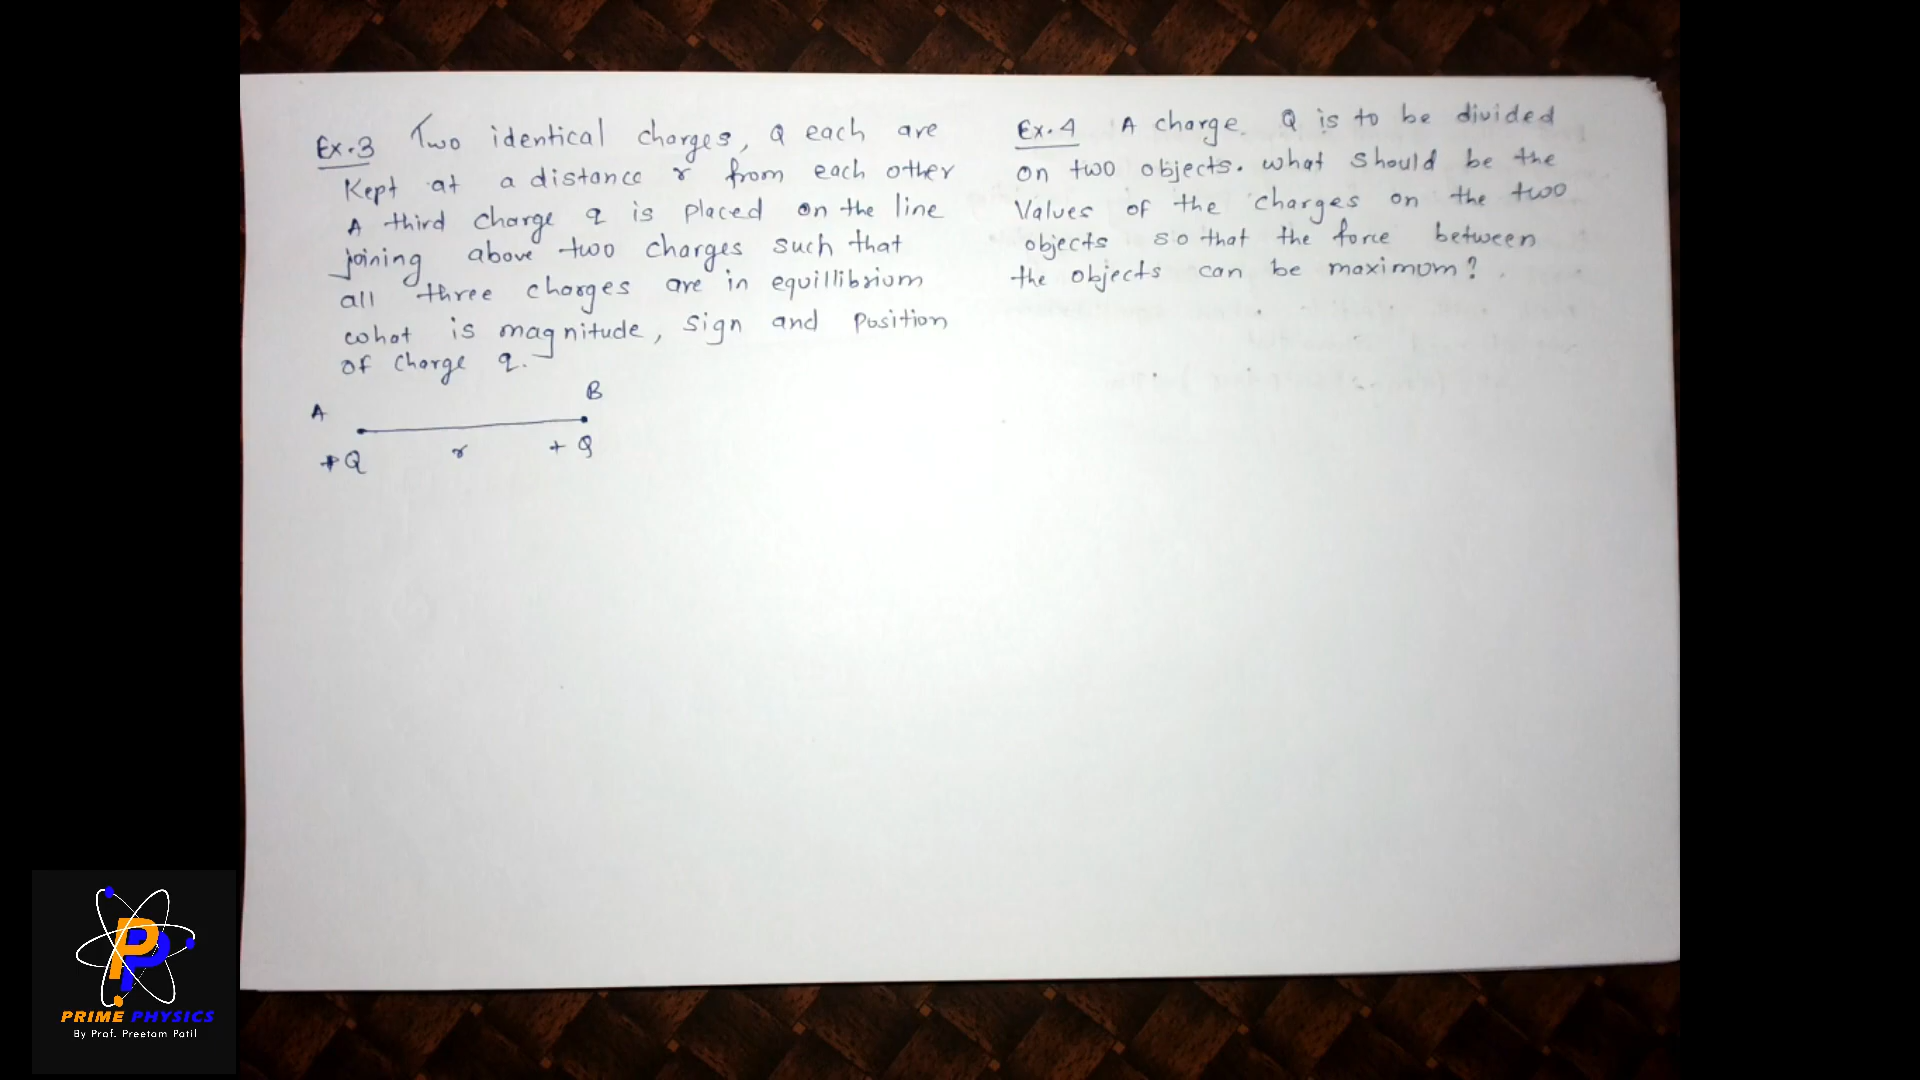 Ex.3 Two identical charges, Q each are
Kept at a distance r from each other
A third charge q is placed on the line
joining above two charges such that
all three charges are in equillibrium
what is magnitude, sign and position
of charge q.
A
B
+Q
r
+ Q
Ex.4 A charge. Q is to be divided
on two objects. what should be the
Values of the charges on the two
objects so that the force between
the objects can be maximum?
PRIME PHYSICS
By Prof. Preetam Patil